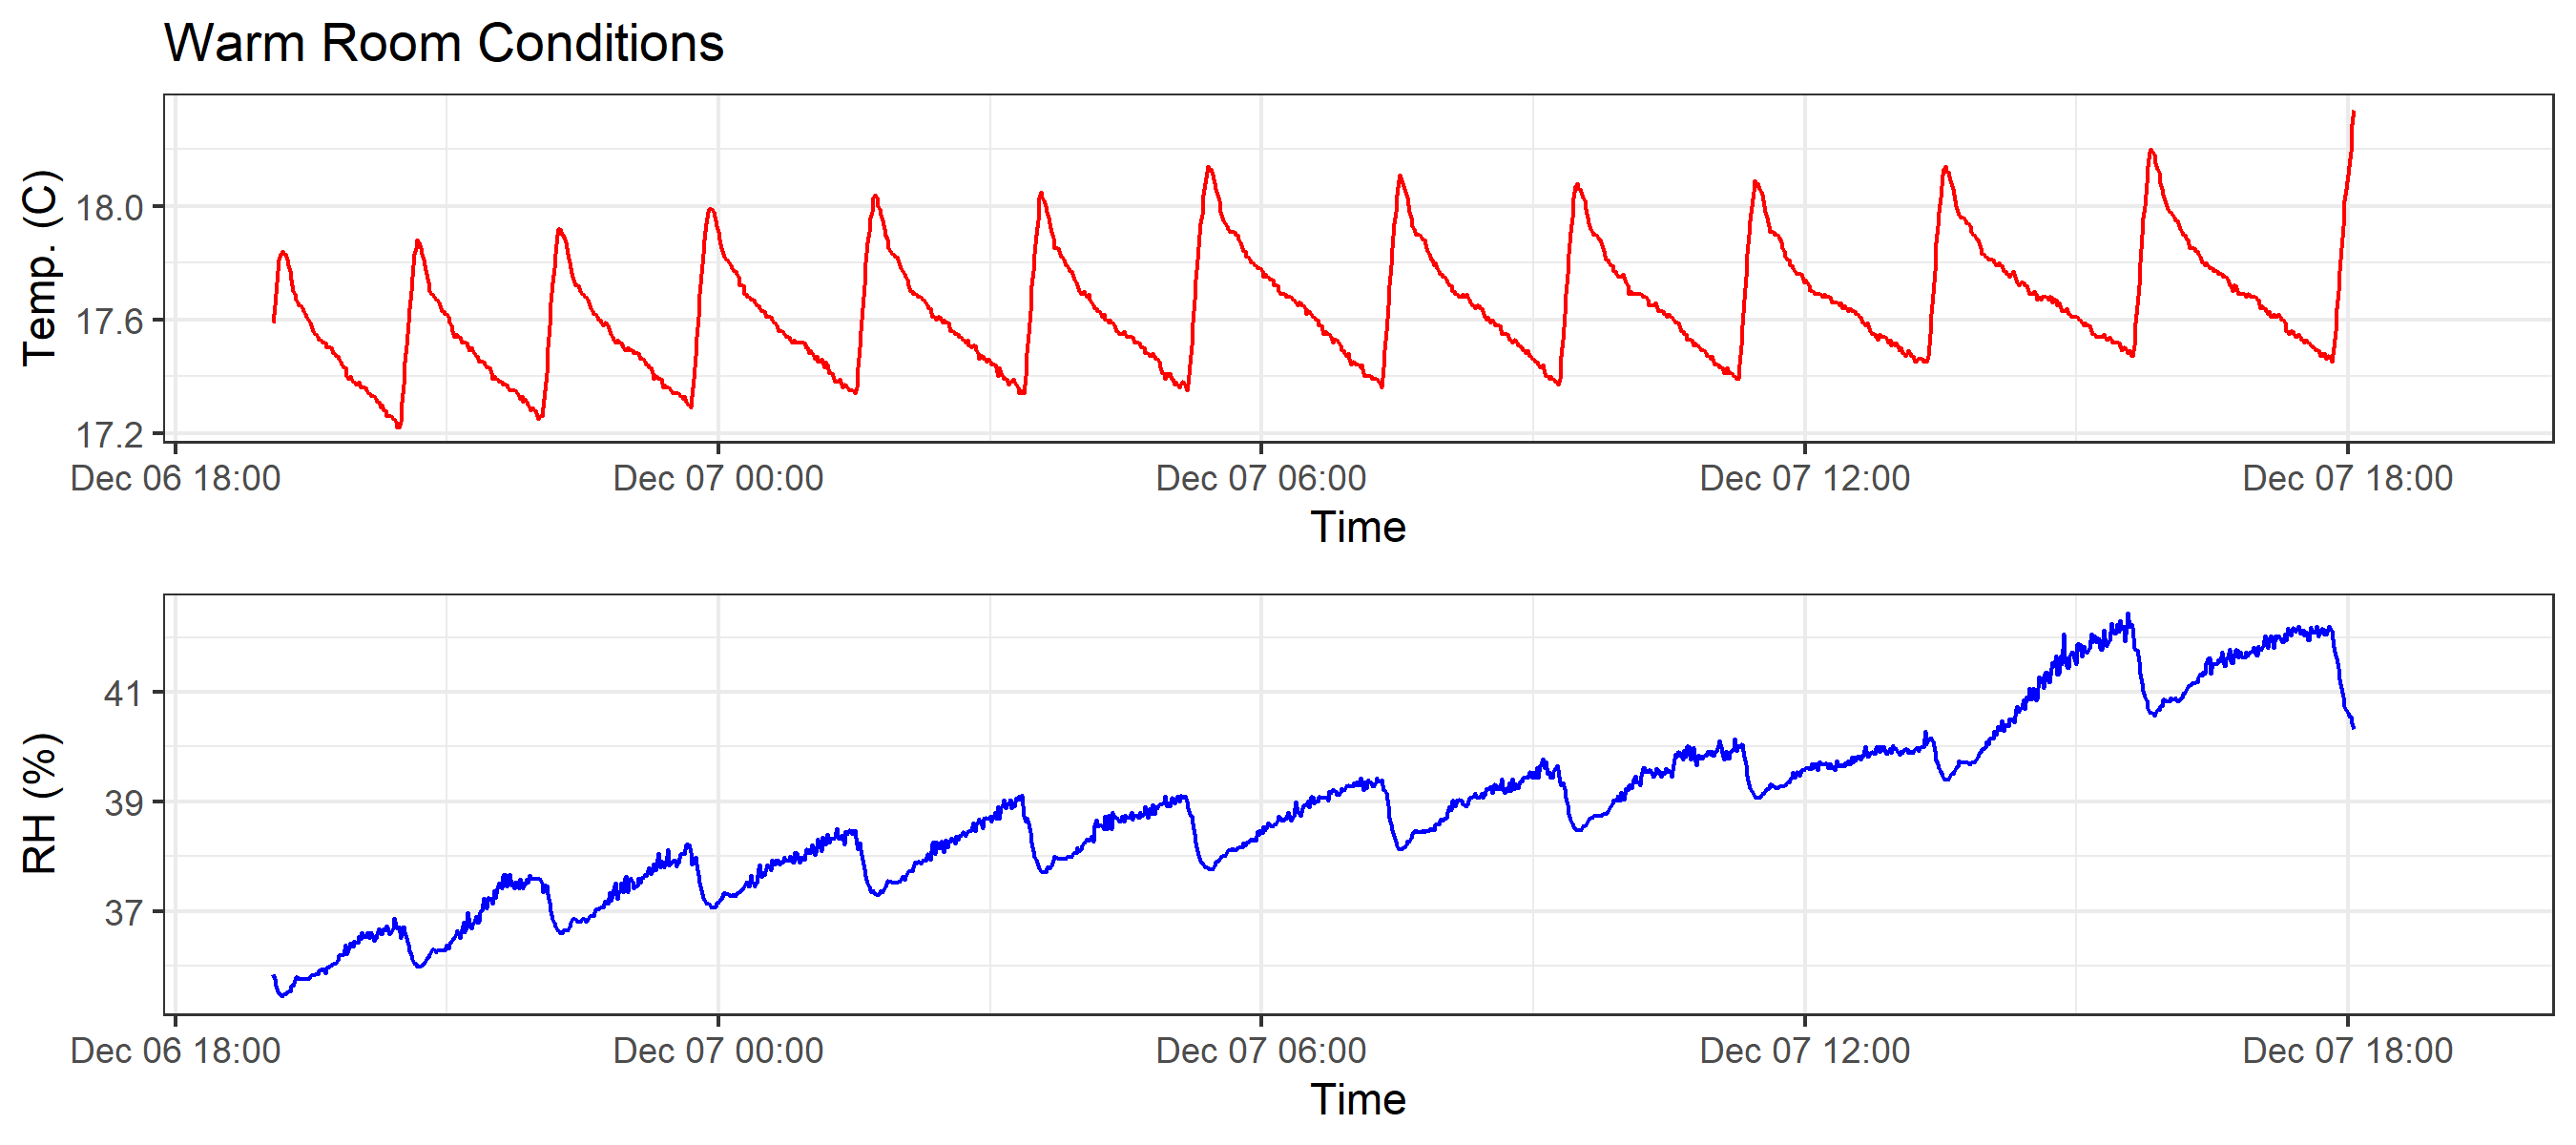 Warm Room Conditions
Temp. (C)
18.0
17.6
17.2
Dec 06 18:00 Dec 07 00:00 Dec 07 06:00 Dec 07 12:00 Dec 07 18:00
Time
RH (%)
41
39
37
Dec 06 18:00 Dec 07 00:00 Dec 07 06:00 Dec 07 12:00 Dec 07 18:00
Time